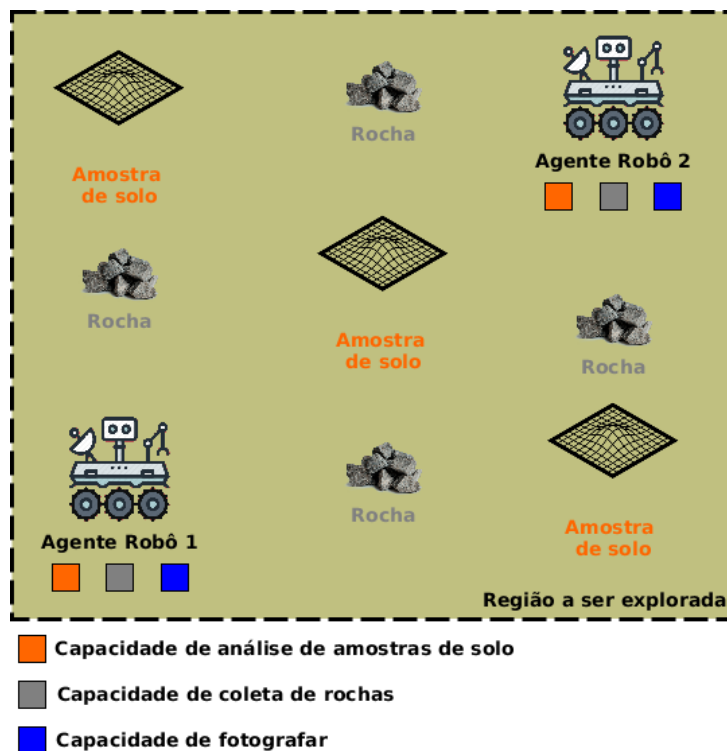 Rocha
Agente Robô 2
Amostra
de solo
Rocha
Amostra
de solo
Rocha
Rocha
Agente Robô 1
Amostra
de solo
Região a ser explorada
Capacidade de análise de amostras de solo
Capacidade de coleta de rochas
Capacidade de fotografar